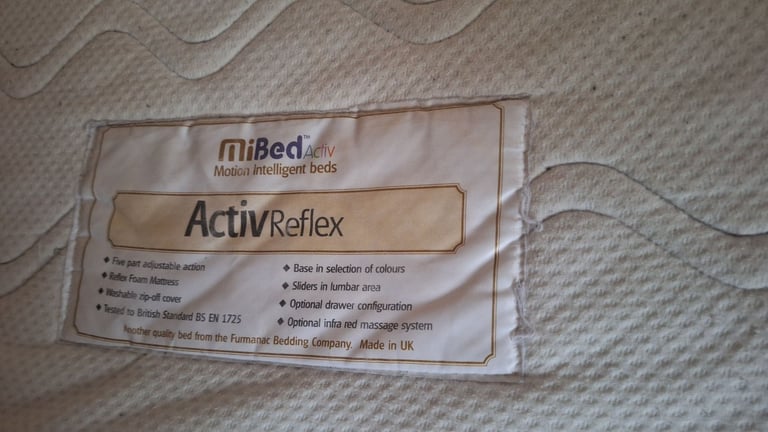 MiBed™ Activ
Motion Intelligent beds
ActivReflex
◆ Five part adjustable action
◆ Reflex Foam Mattress
◆ Washable zip-off cover
◆ Tested to British Standard BS EN 1725
◆ Base in selection of colours
◆ Sliders in lumbar area
◆ Optional drawer configuration
◆ Optional infra red massage system
Another quality bed from the Furmanac Bedding Company. Made in UK